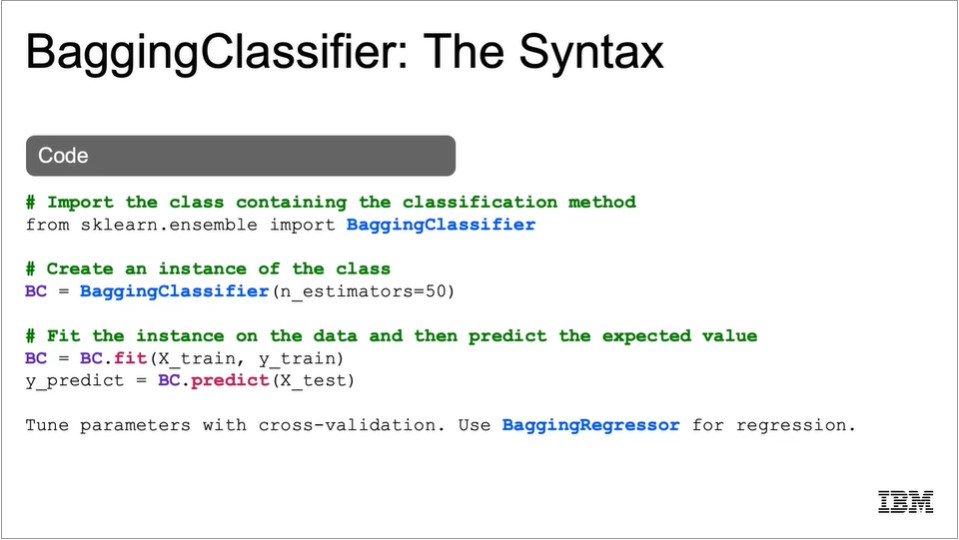 BaggingClassifier: The Syntax
Code
# Import the class containing the classification method
from sklearn.ensemble import BaggingClassifier
# Create an instance of the class
BC = BaggingClassifier(n_estimators=50)
# Fit the instance on the data and then predict the expected value
BC = BC.fit(X_train, y_train)
y_predict = BC.predict(X_test)
Tune parameters with cross-validation. Use BaggingRegressor for regression.
IBM